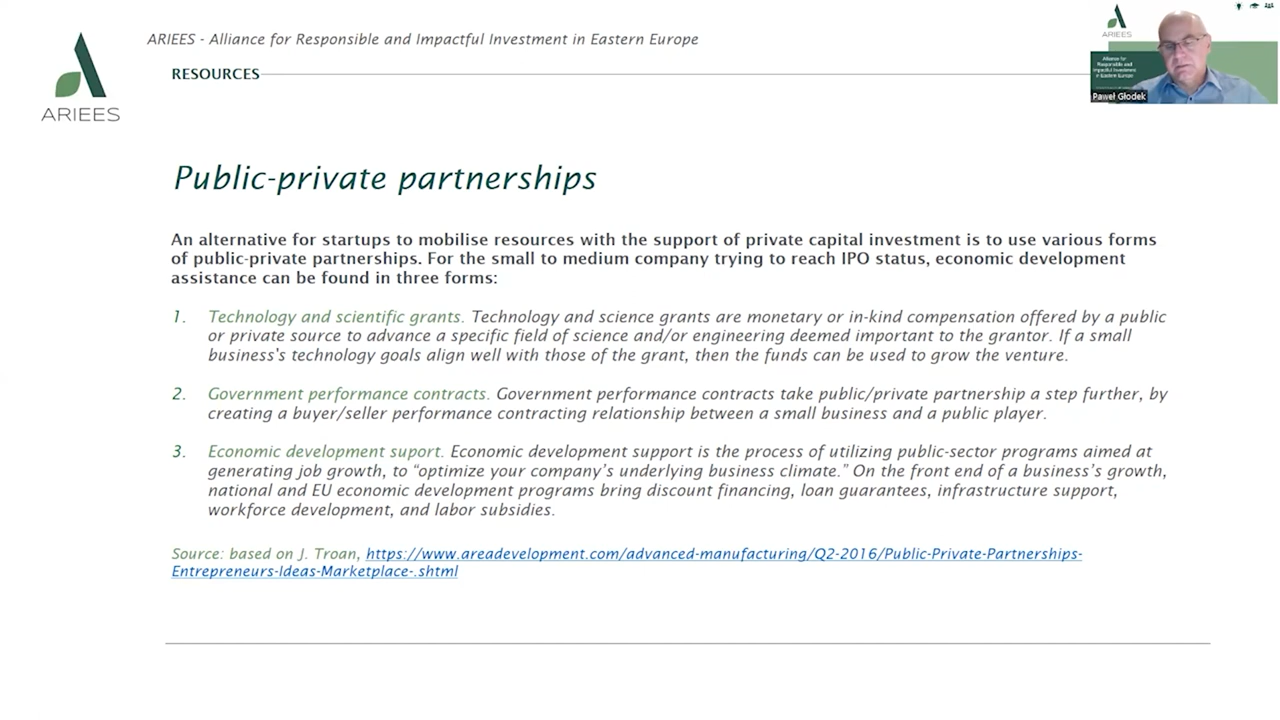 ARIEES - Alliance for Responsible and Impactful Investment in Eastern Europe
RESOURCES
ARIEES
ARIEES
Alliance for
Responsible and
Impactful Investment
in Eastern Europe
Paweł Głodek
Public-private partnerships
An alternative for startups to mobilise resources with the support of private capital investment is to use various forms
of public-private partnerships. For the small to medium company trying to reach IPO status, economic development
assistance can be found in three forms:
1. Technology and scientific grants. Technology and science grants are monetary or in-kind compensation offered by a public
or private source to advance a specific field of science and/or engineering deemed important to the grantor. If a small
business's technology goals align well with those of the grant, then the funds can be used to grow the venture.
2. Government performance contracts. Government performance contracts take public/private partnership a step further, by
creating a buyer/seller performance contracting relationship between a small business and a public player.
3. Economic development suport. Economic development support is the process of utilizing public-sector programs aimed at
generating job growth, to “optimize your company’s underlying business climate.” On the front end of a business’s growth,
national and EU economic development programs bring discount financing, loan guarantees, infrastructure support,
workforce development, and labor subsidies.
Source: based on J. Troan, https://www.areadevelopment.com/advanced-manufacturing/Q2-2016/Public-Private-Partnerships-
Entrepreneurs-Ideas-Marketplace-.shtml